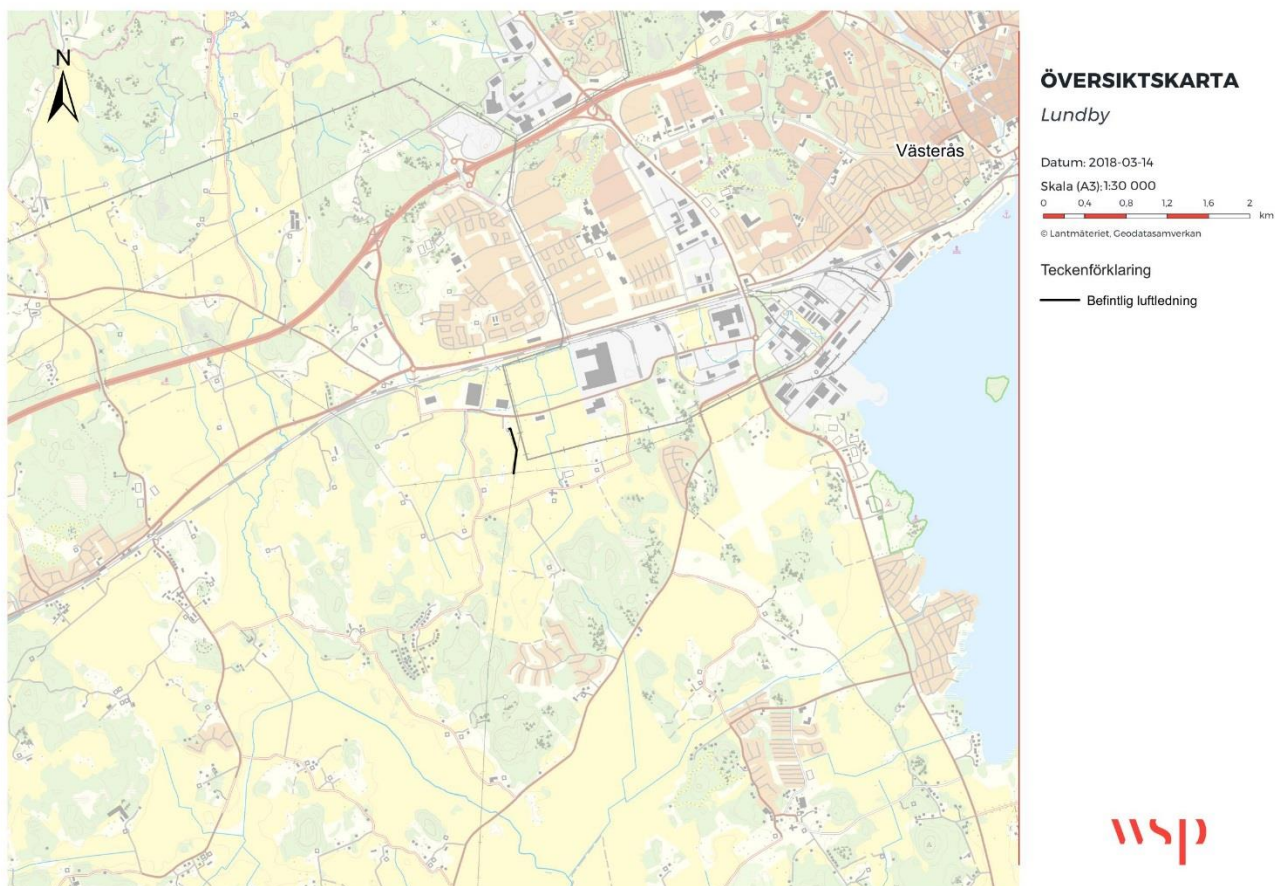 N
Västerås
ÖVERSIKTSKARTA
Lundby
Datum: 2018-03-14
Skala (A3):1:30 000
0 0,4 0,8 1,2 1,6 2
km
© Lantmäteriet, Geodatasamverkan
Teckenförklaring
Befintlig luftledning
wsp